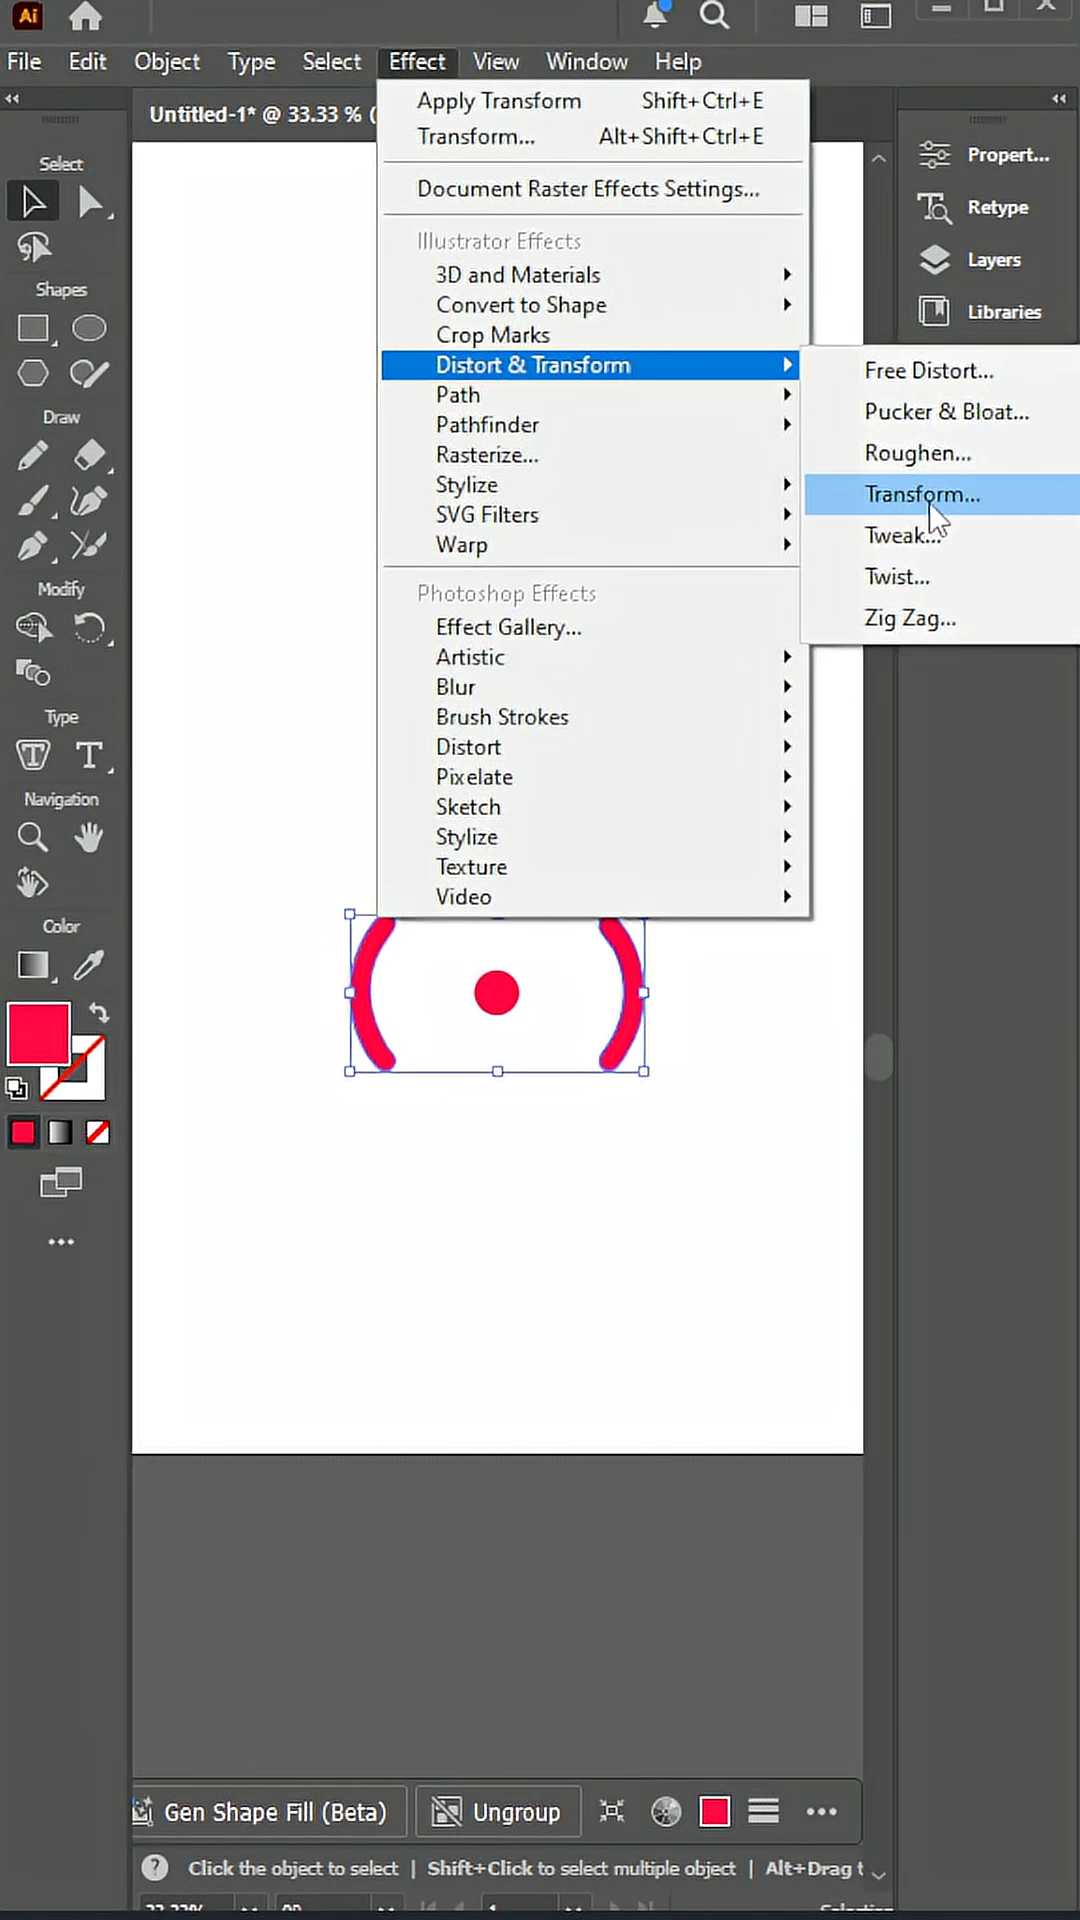 Ai
File Edit Object Type Select Effect View Window Help
Untitled-1* @ 33.33 % (
Apply Transform Shift+Ctrl+E
Transform... Alt+Shift+Ctrl+E
Document Raster Effects Settings...
Illustrator Effects
3D and Materials
Convert to Shape
Crop Marks
Distort & Transform
Path
Pathfinder
Rasterize...
Stylize
SVG Filters
Warp
Photoshop Effects
Effect Gallery...
Artistic
Blur
Brush Strokes
Distort
Pixelate
Sketch
Stylize
Texture
Video
Free Distort...
Pucker & Bloat...
Roughen...
Transform...
Tweak...
Twist...
Zig Zag...
Select
Shapes
Draw
Modify
Type
Navigation
Color
Propert...
Retype
Layers
Libraries
Gen Shape Fill (Beta) Ungroup
Click the object to select | Shift+Click to select multiple object | Alt+Drag t